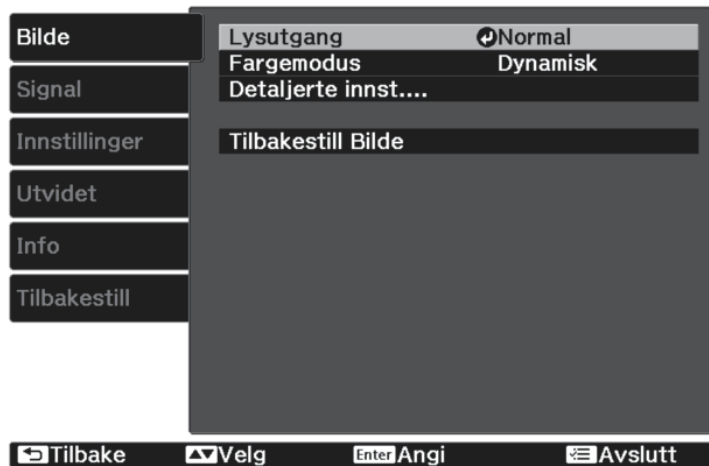 Bilde
Signal
Innstillinger
Utvidet
Info
Tilbakestill
Lysutgang Normal
Fargemodus Dynamisk
Detaljerte innst....
Tilbakestill Bilde
Tilbake Velg Enter Angi Avslutt